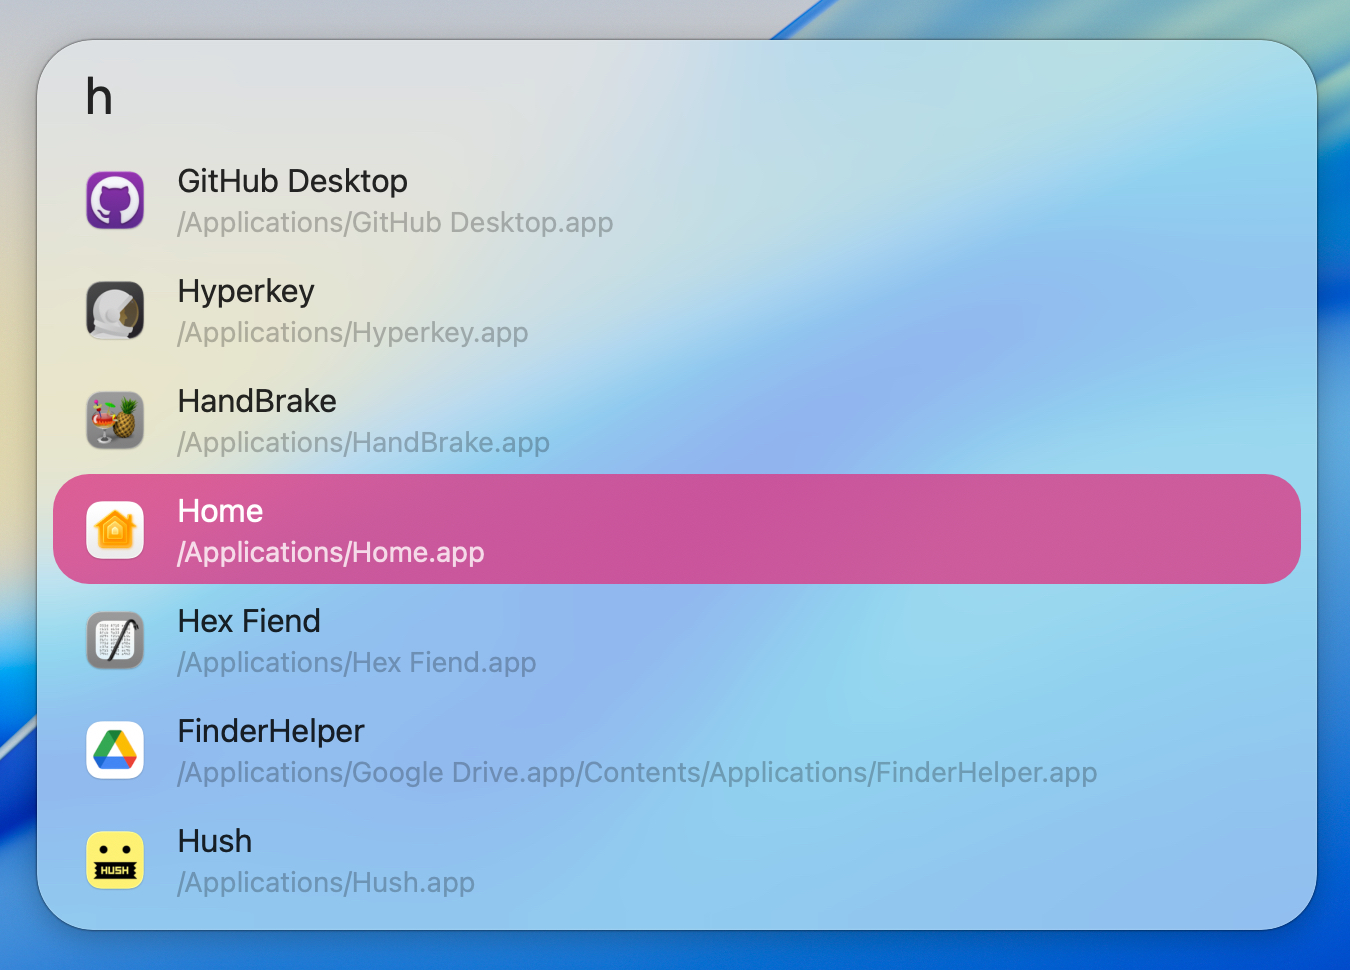 h
GitHub Desktop
/Applications/GitHub Desktop.app
Hyperkey
/Applications/Hyperkey.app
HandBrake
/Applications/HandBrake.app
Home
/Applications/Home.app
Hex Fiend
/Applications/Hex Fiend.app
FinderHelper
/Applications/Google Drive.app/Contents/Applications/FinderHelper.app
Hush
HUSH
/Applications/Hush.app